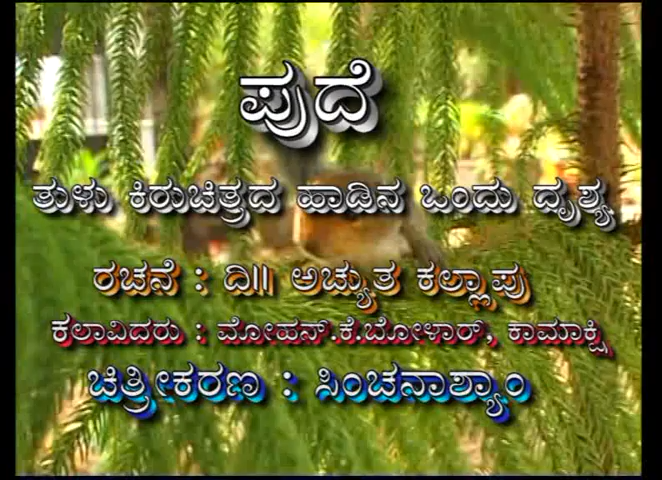 ಪುದೆ
ತುಳು ಕಿರುಚಿತ್ರದ ಹಾಡಿನ ಒಂದು ದೃಶ್ಯ
ರಚನೆ : ದಿ|| ಅಚ್ಯುತ ಕಲ್ಲಾಪು
ಕಲಾವಿದರು : ಮೋಹನ್.ಕೆ.ಬೋಳಾರ್, ಕಾಮಾಕ್ಷಿ
ಚಿತ್ರೀಕರಣ : ಸಿಂಚನಾಶ್ಯಾಂ